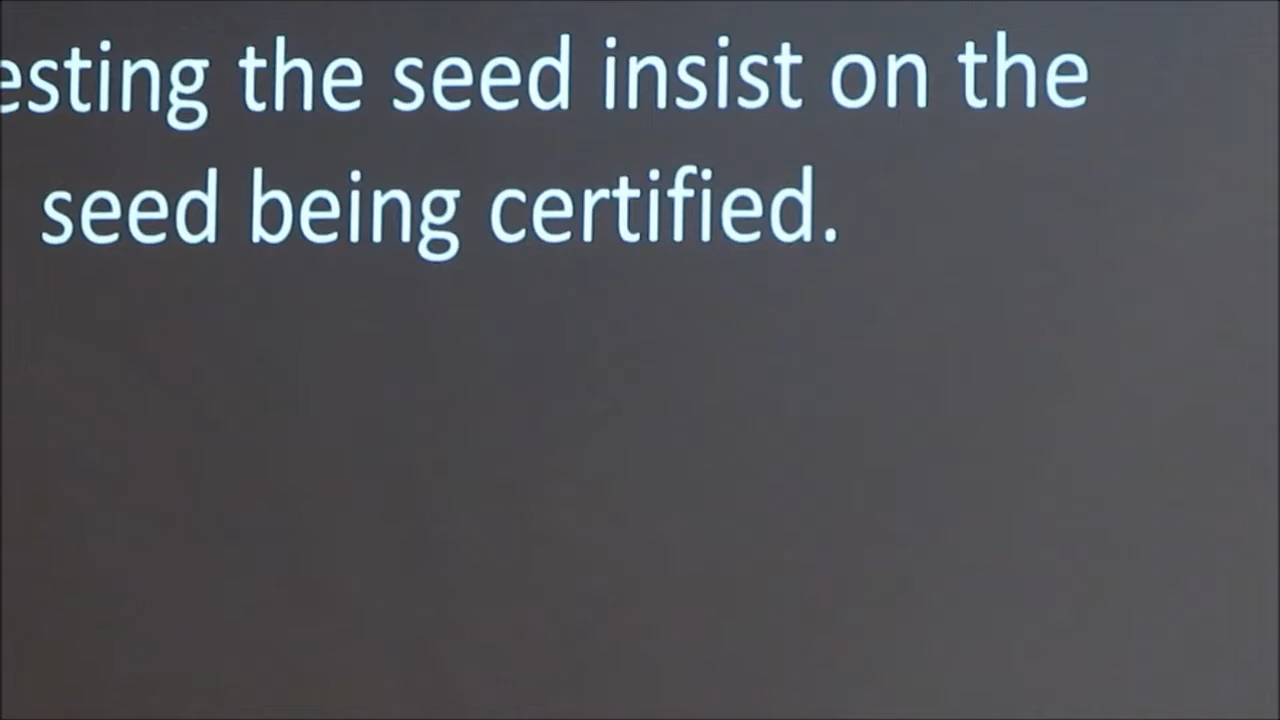 esting the seed insist on the
seed being certified.